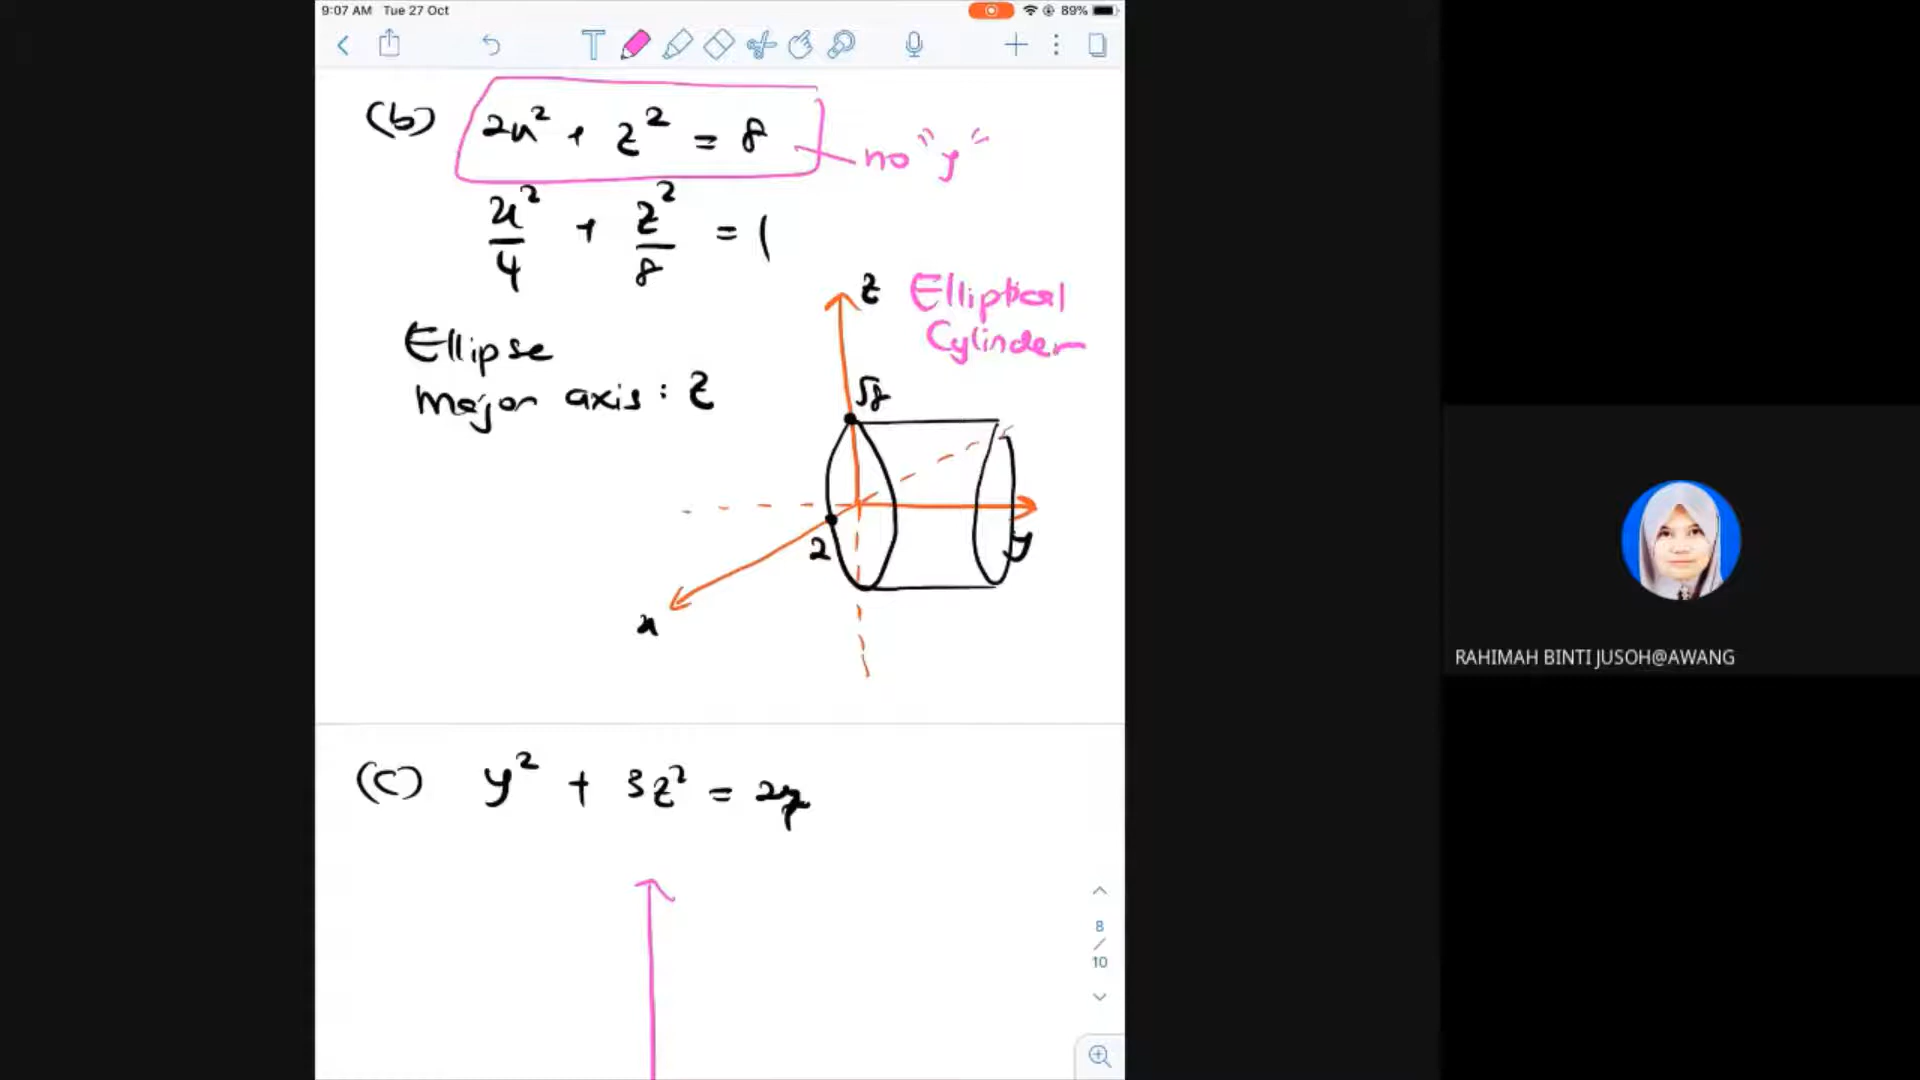 9:07 AM Tue 27 Oct
89%
(b) 2x² + z² = 8
no "y"
x²/4 + z²/8 = 1
z
Elliptical
Cylinder
Ellipse
major axis : z
√8
2
y
x
RAHIMAH BINTI JUSOH@AWANG
(c) y² + 3z² = 2
8
/
10